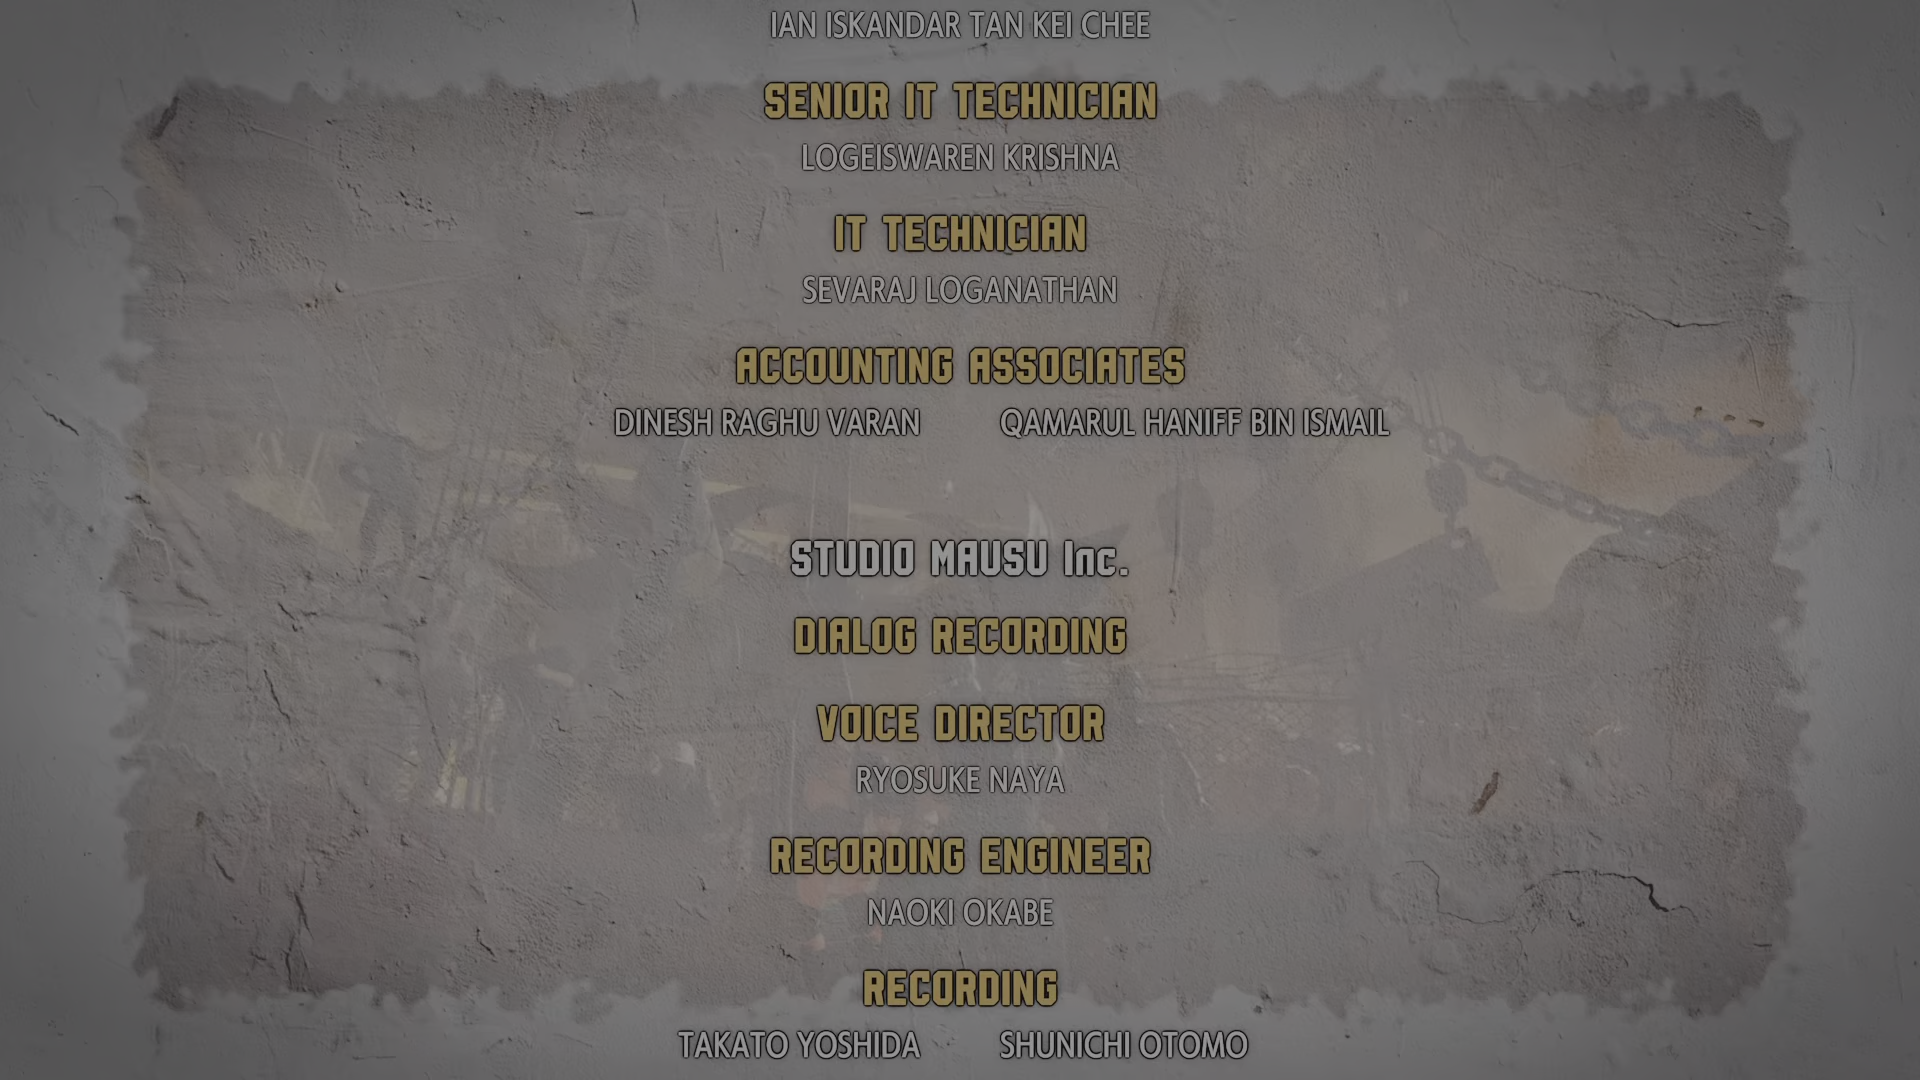 IAN ISKANDAR TAN KEI CHEE
SENIOR IT TECHNICIAN
LOGEISWAREN KRISHNA
IT TECHNICIAN
SEVARAJ LOGANATHAN
ACCOUNTING ASSOCIATES
DINESH RAGHU VARAN QAMARUL HANIFF BIN ISMAIL
STUDIO MAUSU Inc.
DIALOG RECORDING
VOICE DIRECTOR
RYOSUKE NAYA
RECORDING ENGINEER
NAOKI OKABE
RECORDING
TAKATO YOSHIDA SHUNICHI OTOMO